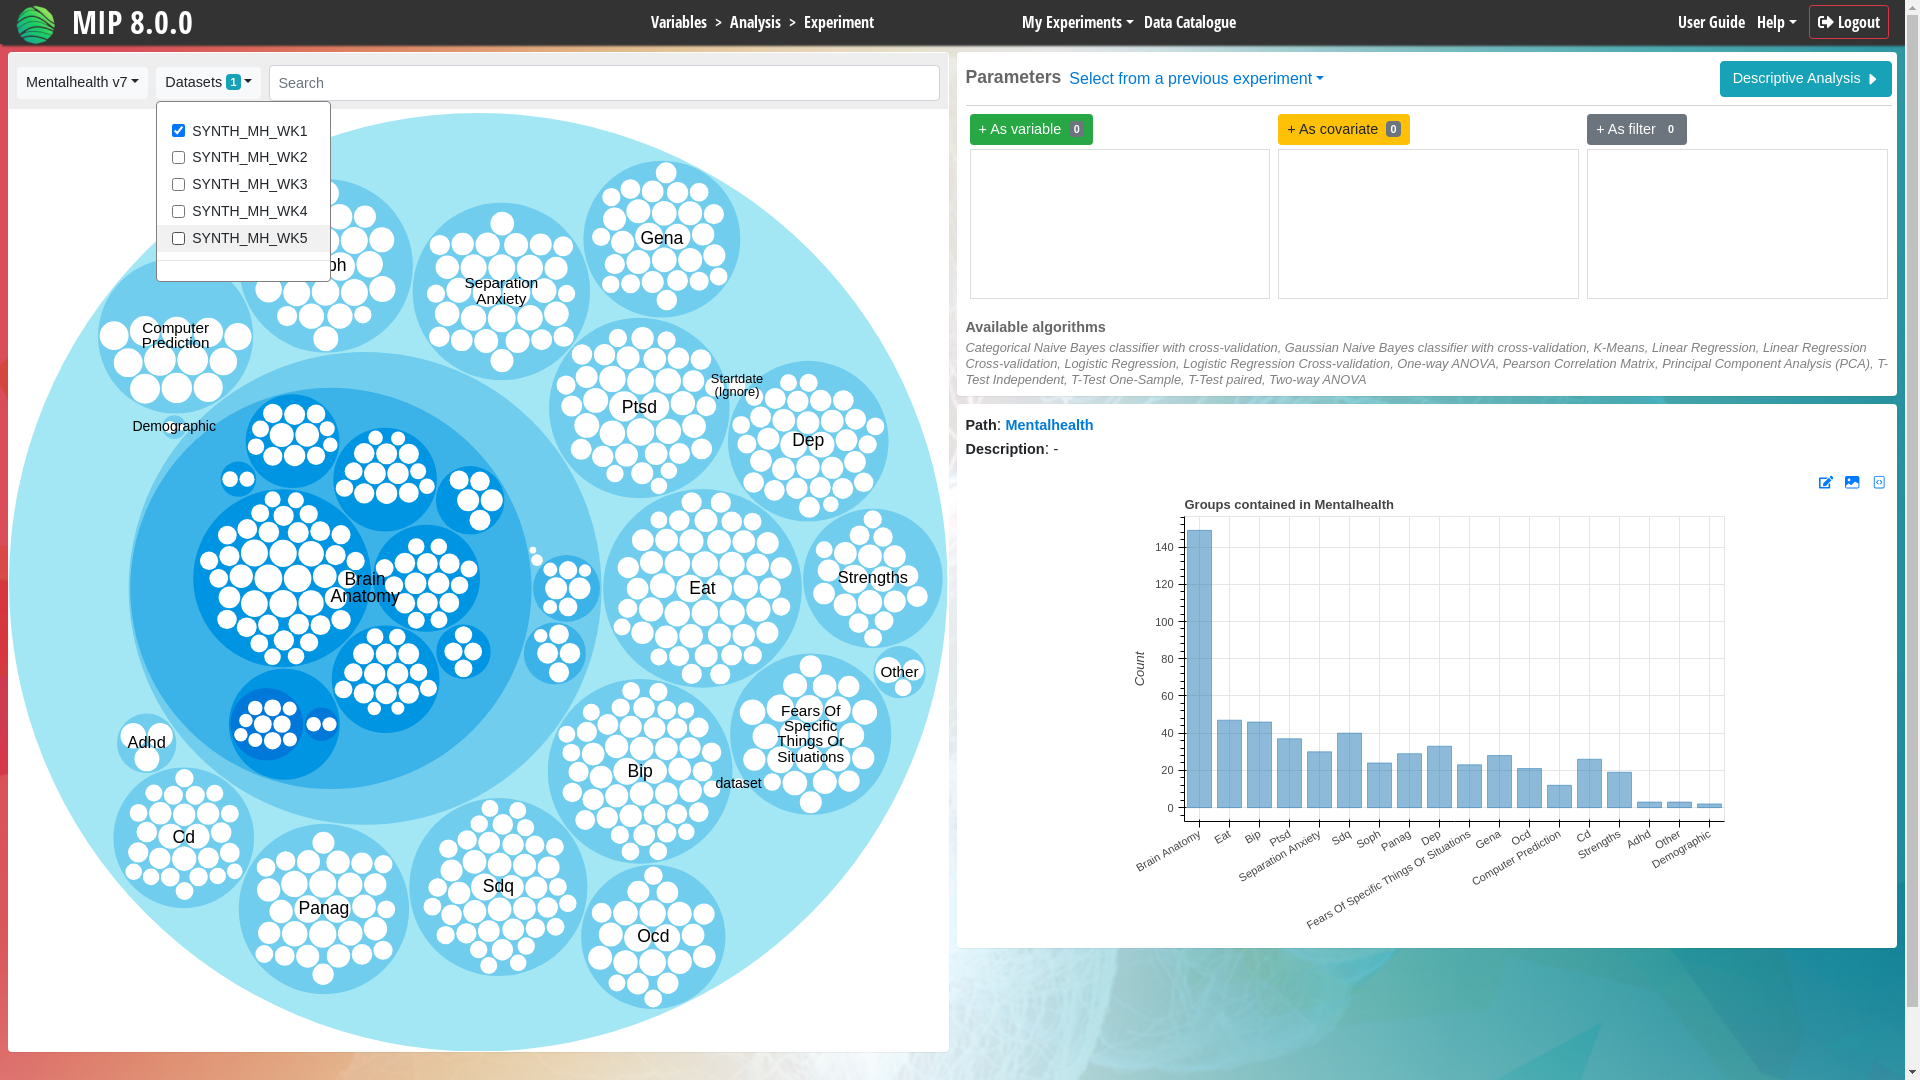 MIP 8.0.0
Variables > Analysis > Experiment
My Experiments Data Catalogue
User Guide Help Logout
Mentalhealth v7 Datasets 1 Search
SYNTH_MH_WK1
SYNTH_MH_WK2
SYNTH_MH_WK3
SYNTH_MH_WK4
SYNTH_MH_WK5
ph
Separation
Anxiety
Gena
Computer
Prediction
Ptsd
Startdate
(Ignore)
Dep
Demographic
Brain
Anatomy
Eat
Strengths
Other
Fears Of
Specific
Things Or
Situations
Adhd
Bip
dataset
Cd
Panag
Sdq
Ocd
Parameters Select from a previous experiment
Descriptive Analysis
+ As variable 0
+ As covariate 0
+ As filter 0
Available algorithms
Categorical Naive Bayes classifier with cross-validation, Gaussian Naive Bayes classifier with cross-validation, K-Means, Linear Regression, Linear Regression
Cross-validation, Logistic Regression, Logistic Regression Cross-validation, One-way ANOVA, Pearson Correlation Matrix, Principal Component Analysis (PCA), T-
Test Independent, T-Test One-Sample, T-Test paired, Two-way ANOVA
Path: Mentalhealth
Description: -
Groups contained in Mentalhealth
Count
140
120
100
80
60
40
20
0
Brain Anatomy
Eat
Bip
Ptsd
Separation Anxiety
Sdq
Soph
Panag
Dep
Fears Of Specific Things Or Situations
Gena
Ocd
Computer Prediction
Cd
Strengths
Adhd
Other
Demographic